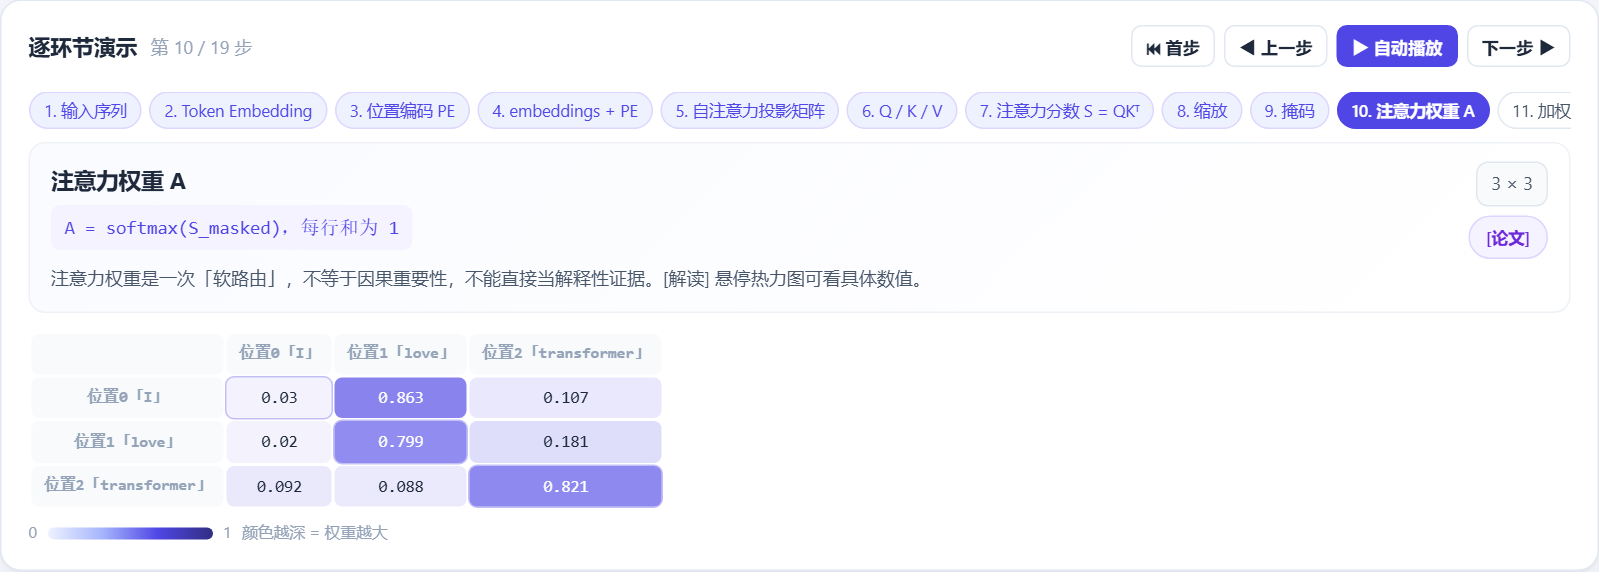 逐环节演示 第 10 / 19 步 ⏮ 首步 ◀ 上一步 ▶ 自动播放 下一步 ▶
1. 输入序列 2. Token Embedding 3. 位置编码 PE 4. embeddings + PE 5. 自注意力投影矩阵 6. Q / K / V 7. 注意力分数 S = QKᵀ 8. 缩放 9. 掩码 10. 注意力权重 A 11. 加权
注意力权重 A 3 × 3
A = softmax(S_masked)，每行和为 1 [论文]
注意力权重是一次「软路由」，不等于因果重要性，不能直接当解释性证据。[解读] 悬停热力图可看具体数值。
位置0「I」 位置1「love」 位置2「transformer」
位置0「I」 0.03 0.863 0.107
位置1「love」 0.02 0.799 0.181
位置2「transformer」 0.092 0.088 0.821
0 1 颜色越深 = 权重越大